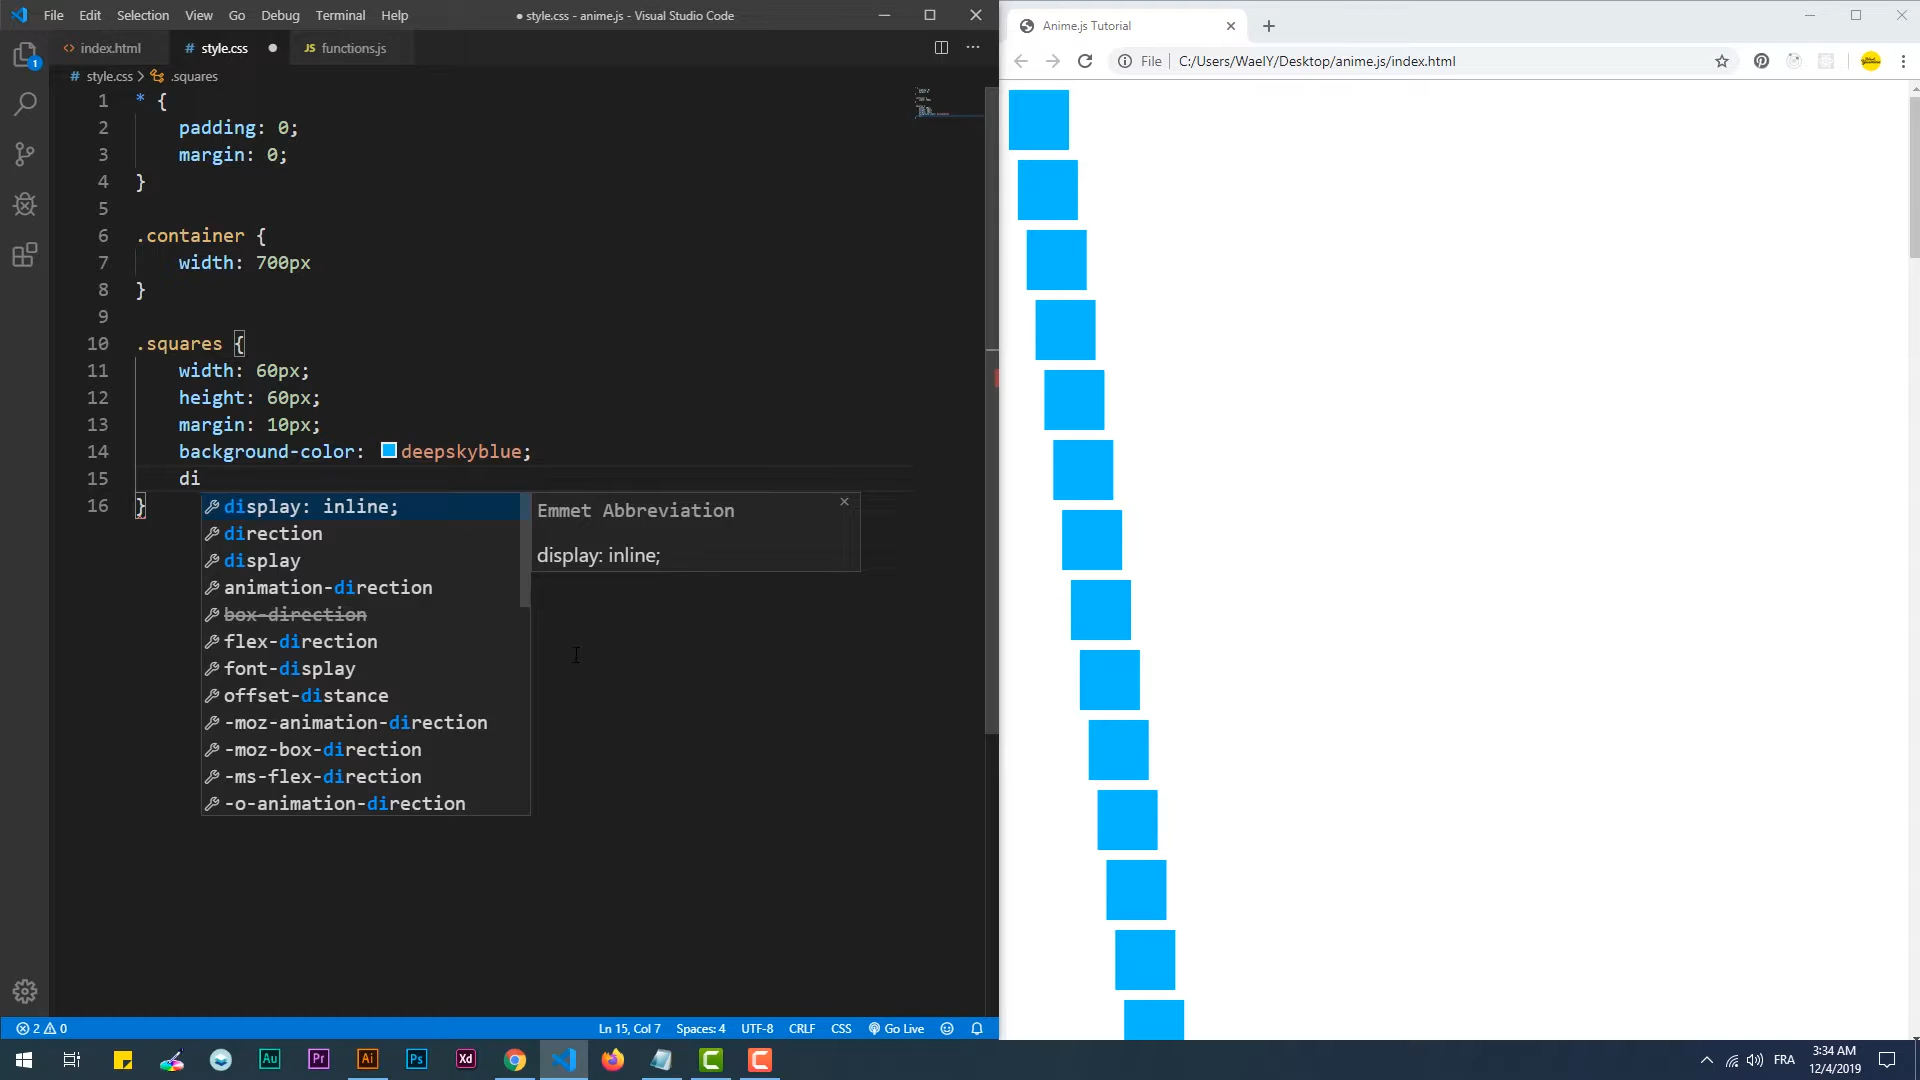 File Edit Selection View Go Debug Terminal Help
● style.css - anime.js - Visual Studio Code
<> index.html
# style.css ●
JS functions.js
# style.css > .squares
1 * {
2 padding: 0;
3 margin: 0;
4 }
5
6 .container {
7 width: 700px
8 }
9
10 .squares {
11 width: 60px;
12 height: 60px;
13 margin: 10px;
14 background-color: deepskyblue;
15 di
16 }
display: inline;
direction
display
animation-direction
box-direction
flex-direction
font-display
offset-distance
-moz-animation-direction
-moz-box-direction
-ms-flex-direction
-o-animation-direction
Emmet Abbreviation
display: inline;
1
2 0
Ln 15, Col 7 Spaces: 4 UTF-8 CRLF CSS Go Live
Anime.js Tutorial
File | C:/Users/WaelY/Desktop/anime.js/index.html
Au Pr Ai Ps Xd
FRA
3:34 AM
12/4/2019